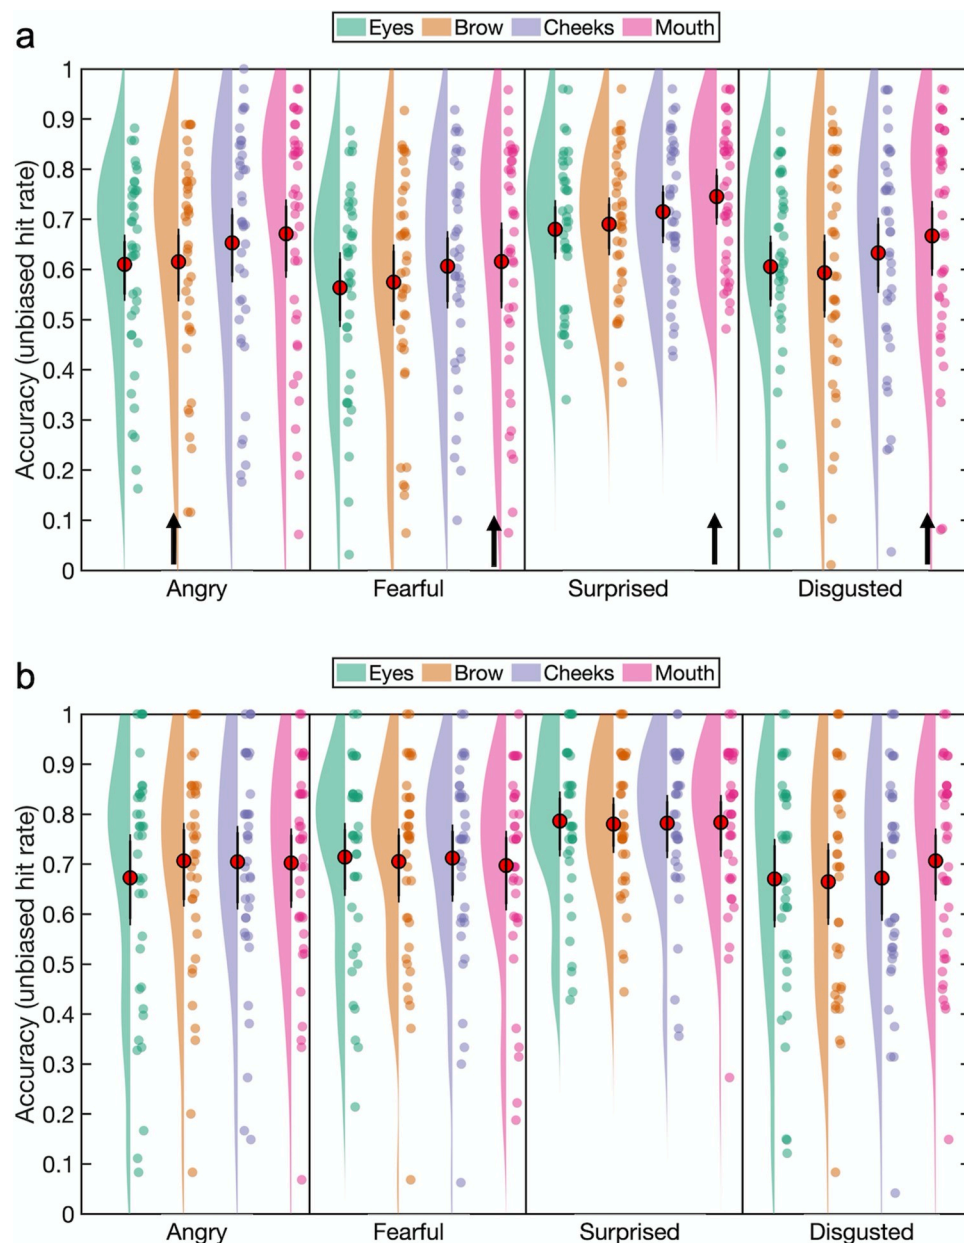 a
Eyes Brow Cheeks Mouth
Accuracy (unbiased hit rate)
1
0.9
0.8
0.7
0.6
0.5
0.4
0.3
0.2
0.1
0
Angry Fearful Surprised Disgusted
b
Eyes Brow Cheeks Mouth
Accuracy (unbiased hit rate)
1
0.9
0.8
0.7
0.6
0.5
0.4
0.3
0.2
0.1
0
Angry Fearful Surprised Disgusted